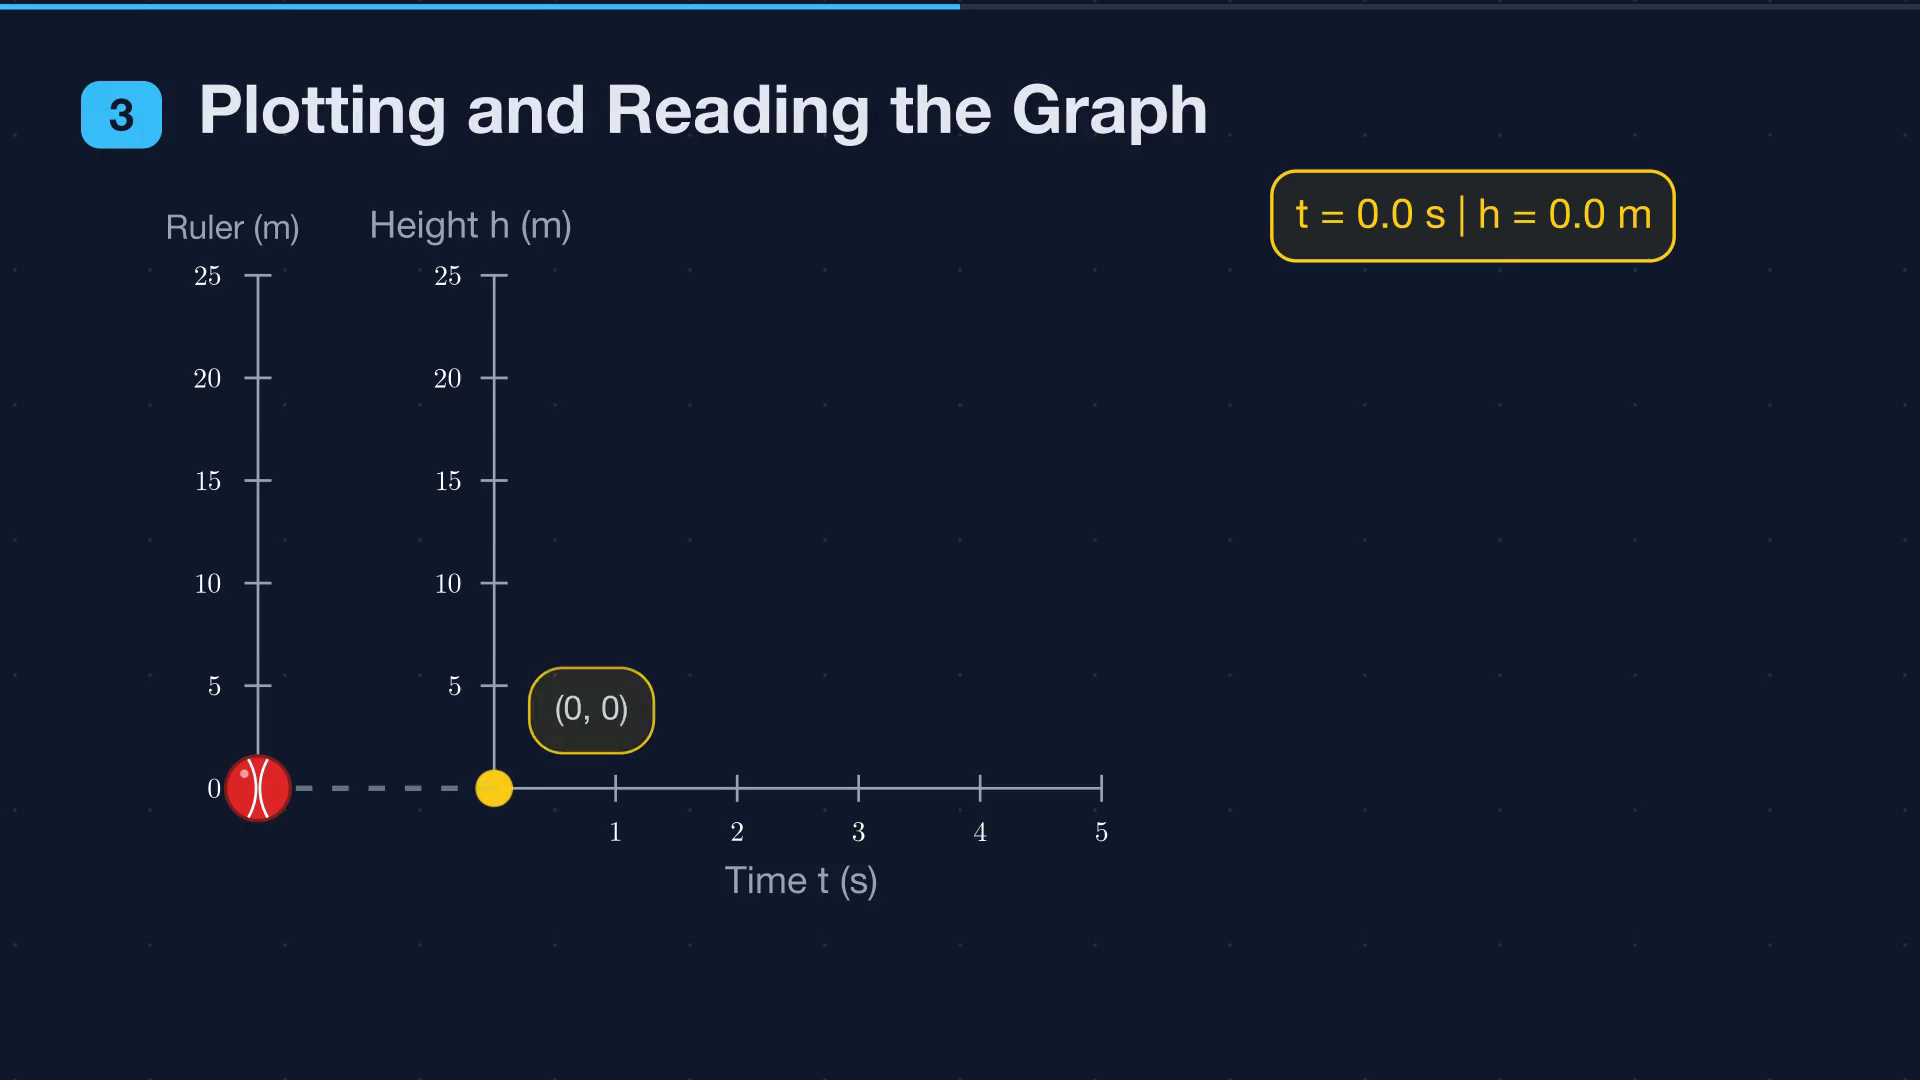 3 Plotting and Reading the Graph
t = 0.0 s | h = 0.0 m
Ruler (m)
25
20
15
10
5
0
Height h (m)
25
20
15
10
5
(0, 0)
1 2 3 4 5
Time t (s)